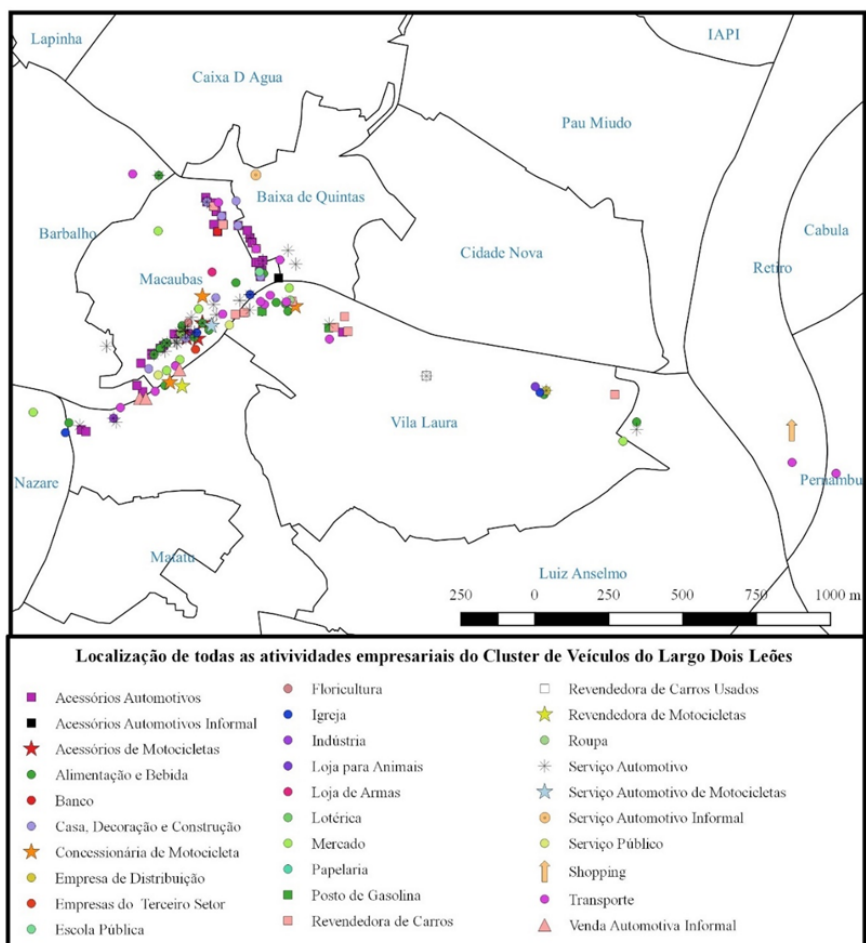 Lapinha
IAPI
Caixa D Agua
Pau Miudo
Baixa de Quintas
Barbalho
Cabula
Cidade Nova
Retiro
Macaubas
Vila Laura
Nazare
Pernambu
Matatu
Luiz Anselmo
250 0 250 500 750 1000 m
Localização de todas as ativividades empresariais do Cluster de Veículos do Largo Dois Leões
Acessórios Automotivos
Acessórios Automotivos Informal
Acessórios de Motocicletas
Alimentação e Bebida
Banco
Casa, Decoração e Construção
Concessionária de Motocicleta
Empresa de Distribuição
Empresas do Terceiro Setor
Escola Pública
Floricultura
Igreja
Indústria
Loja para Animais
Loja de Armas
Lotérica
Mercado
Papelaria
Posto de Gasolina
Revendedora de Carros
Revendedora de Carros Usados
Revendedora de Motocicletas
Roupa
Serviço Automotivo
Serviço Automotivo de Motocicletas
Serviço Automotivo Informal
Serviço Público
Shopping
Transporte
Venda Automotiva Informal